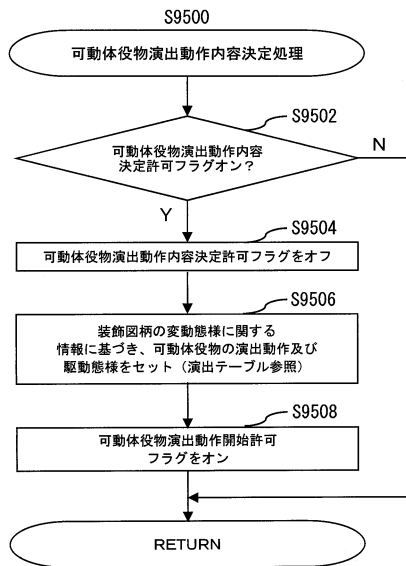 S9500
可動体役物演出動作内容決定処理
S9502
可動体役物演出動作内容
決定許可フラグオン?
N
Y
S9504
可動体役物演出動作内容決定許可フラグをオフ
S9506
装飾図柄の変動態様に関する
情報に基づき、可動体役物の演出動作及び
駆動態様をセット（演出テーブル参照）
S9508
可動体役物演出動作開始許可
フラグをオン
RETURN